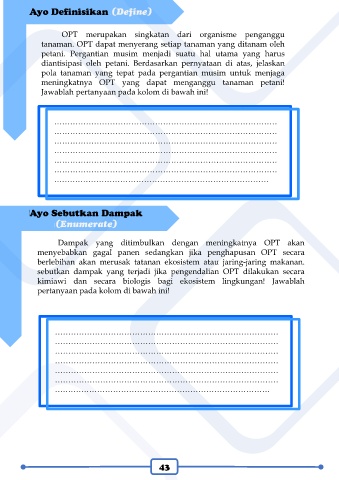 Ayo Definisikan (Define)
OPT merupakan singkatan dari organisme penganggu
tanaman. OPT dapat menyerang setiap tanaman yang ditanam oleh
petani. Pergantian musim menjadi suatu hal utama yang harus
diantisipasi oleh petani. Berdasarkan pernyataan di atas, jelaskan
pola tanaman yang tepat pada pergantian musim untuk menjaga
meningkatnya OPT yang dapat menganggu tanaman petani!
Jawablah pertanyaan pada kolom di bawah ini!
Ayo Sebutkan Dampak
(Enumerate)
Dampak yang ditimbulkan dengan meningkatnya OPT akan
menyebabkan gagal panen sedangkan jika penghapusan OPT secara
berlebihan akan merusak tatanan ekosistem atau jaring-jaring makanan.
sebutkan dampak yang terjadi jika pengendalian OPT dilakukan secara
kimiawi dan secara biologis bagi ekosistem lingkungan! Jawablah
pertanyaan pada kolom di bawah ini!
43